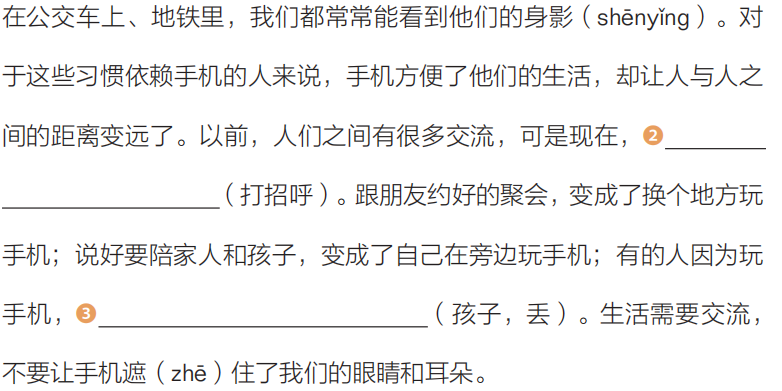 在公交车上、地铁里，我们都常常能看到他们的身影（shēnyǐng）。对
于这些习惯依赖手机的人来说，手机方便了他们的生活，却让人与人之
间的距离变远了。以前，人们之间有很多交流，可是现在，❷________
________________（打招呼）。跟朋友约好的聚会，变成了换个地方玩
手机；说好要陪家人和孩子，变成了自己在旁边玩手机；有的人因为玩
手机，❸________________________（孩子，丢）。生活需要交流，
不要让手机遮（zhē）住了我们的眼睛和耳朵。